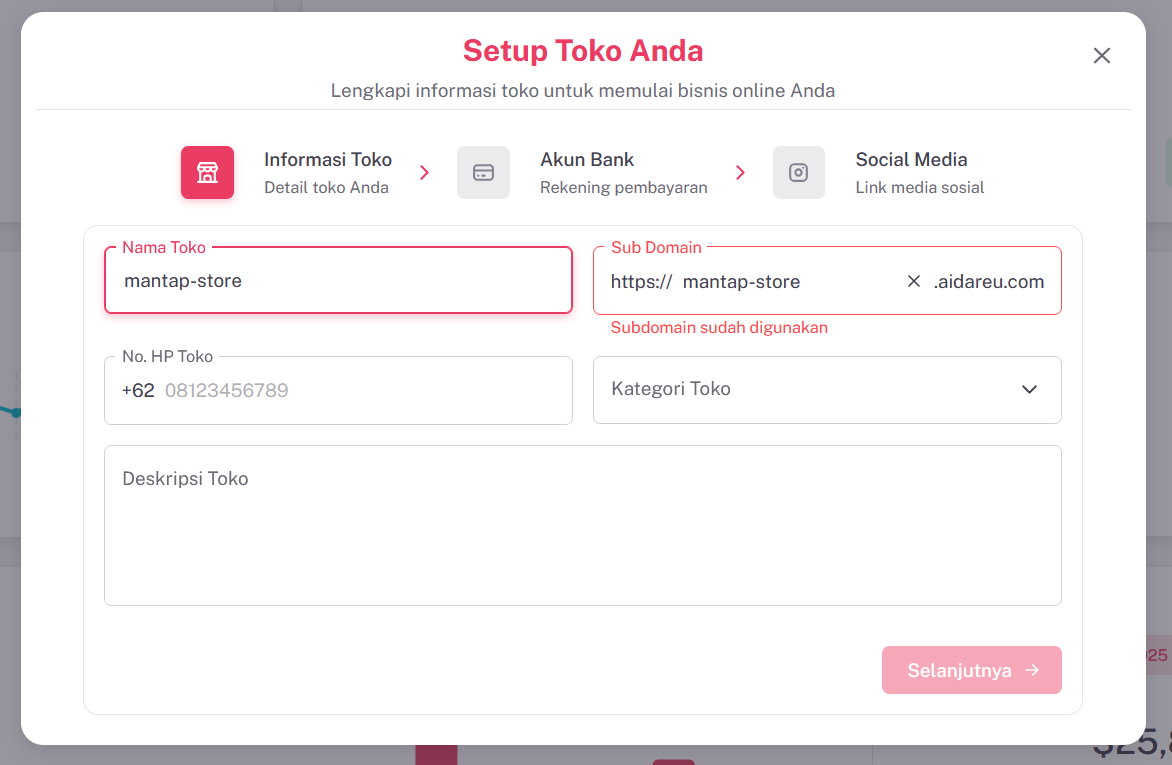 Setup Toko Anda
Lengkapi informasi toko untuk memulai bisnis online Anda
Informasi Toko
Detail toko Anda
Akun Bank
Rekening pembayaran
Social Media
Link media sosial
Nama Toko
mantap-store
Sub Domain
https:// mantap-store .aidareu.com
Subdomain sudah digunakan
No. HP Toko
+62 08123456789
Kategori Toko
Deskripsi Toko
Selanjutnya